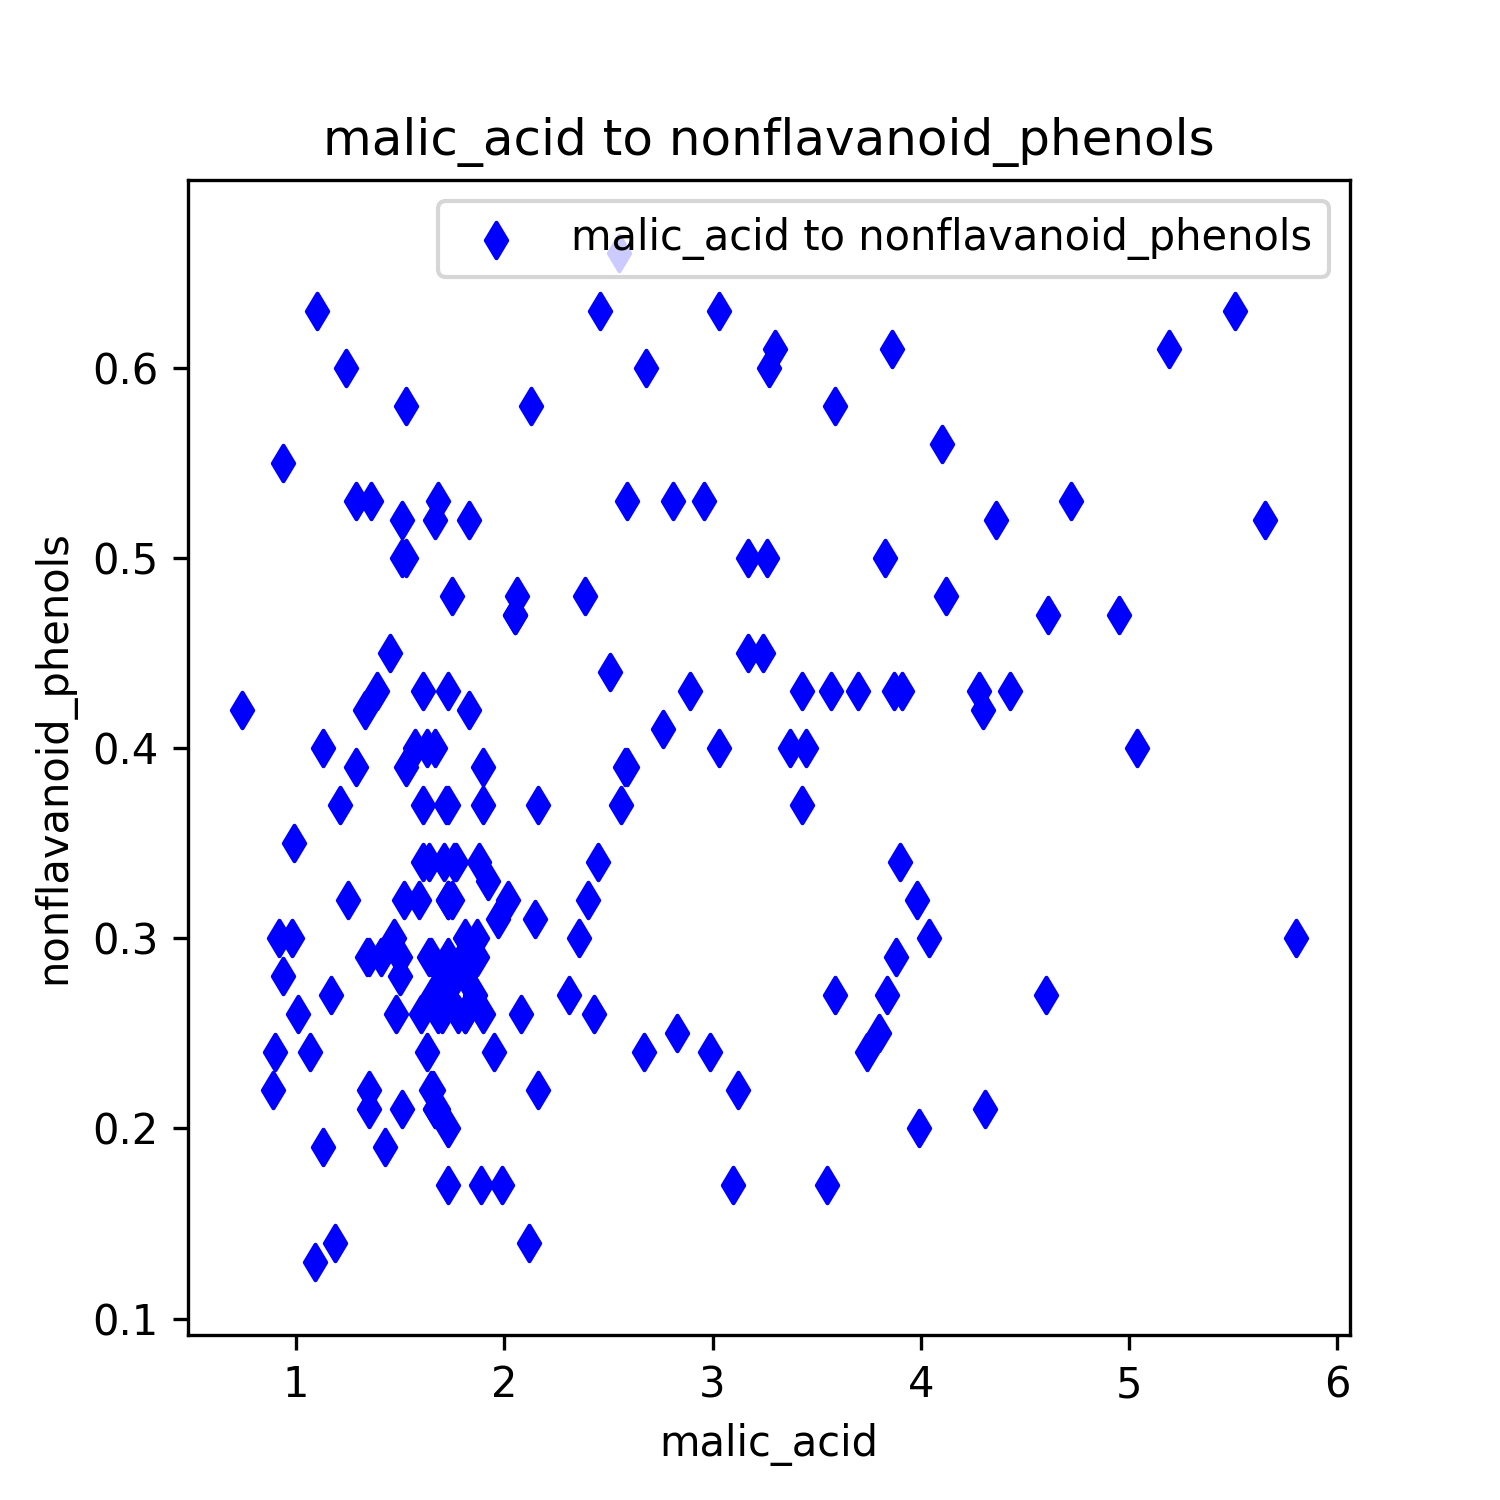 malic_acid to nonflavanoid_phenols
malic_acid to nonflavanoid_phenols
0.6
0.5
0.4
0.3
0.2
0.1
nonflavanoid_phenols
1 2 3 4 5 6
malic_acid